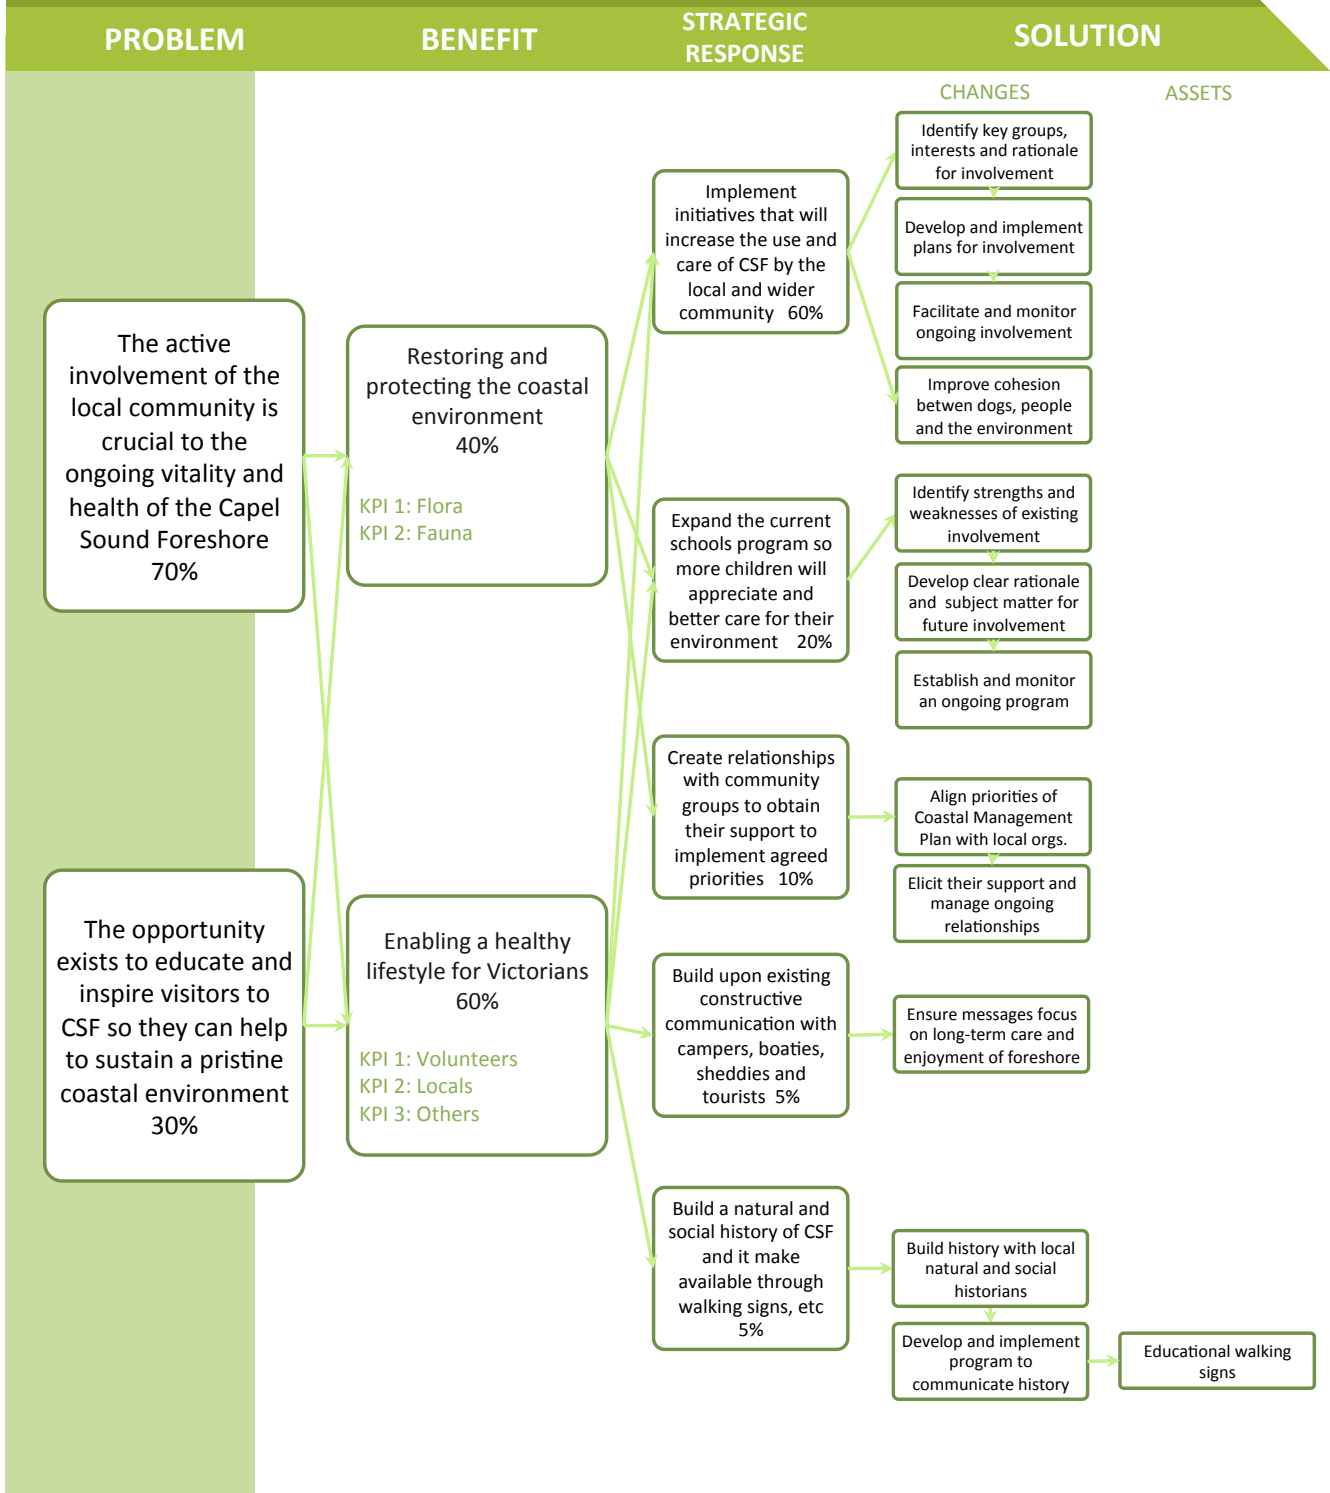 PROBLEM
BENEFIT
STRATEGIC
RESPONSE
SOLUTION
CHANGES
ASSETS
The active
involvement of the
local community is
crucial to the
ongoing vitality and
health of the Capel
Sound Foreshore
70%
The opportunity
exists to educate and
inspire visitors to
CSF so they can help
to sustain a pristine
coastal environment
30%
Restoring and
protecting the coastal
environment
40%
KPI 1: Flora
KPI 2: Fauna
Enabling a healthy
lifestyle for Victorians
60%
KPI 1: Volunteers
KPI 2: Locals
KPI 3: Others
Implement
initiatives that will
increase the use and
care of CSF by the
local and wider
community 60%
Expand the current
schools program so
more children will
appreciate and
better care for their
environment 20%
Create relationships
with community
groups to obtain
their support to
implement agreed
priorities 10%
Build upon existing
constructive
communication with
campers, boaties,
sheddies and
tourists 5%
Build a natural and
social history of CSF
and it make
available through
walking signs, etc
5%
Identify key groups,
interests and rationale
for involvement
Develop and implement
plans for involvement
Facilitate and monitor
ongoing involvement
Improve cohesion
betwen dogs, people
and the environment
Identify strengths and
weaknesses of existing
involvement
Develop clear rationale
and subject matter for
future involvement
Establish and monitor
an ongoing program
Align priorities of
Coastal Management
Plan with local orgs.
Elicit their support and
manage ongoing
relationships
Ensure messages focus
on long-term care and
enjoyment of foreshore
Build history with local
natural and social
historians
Develop and implement
program to
communicate history
Educational walking
signs